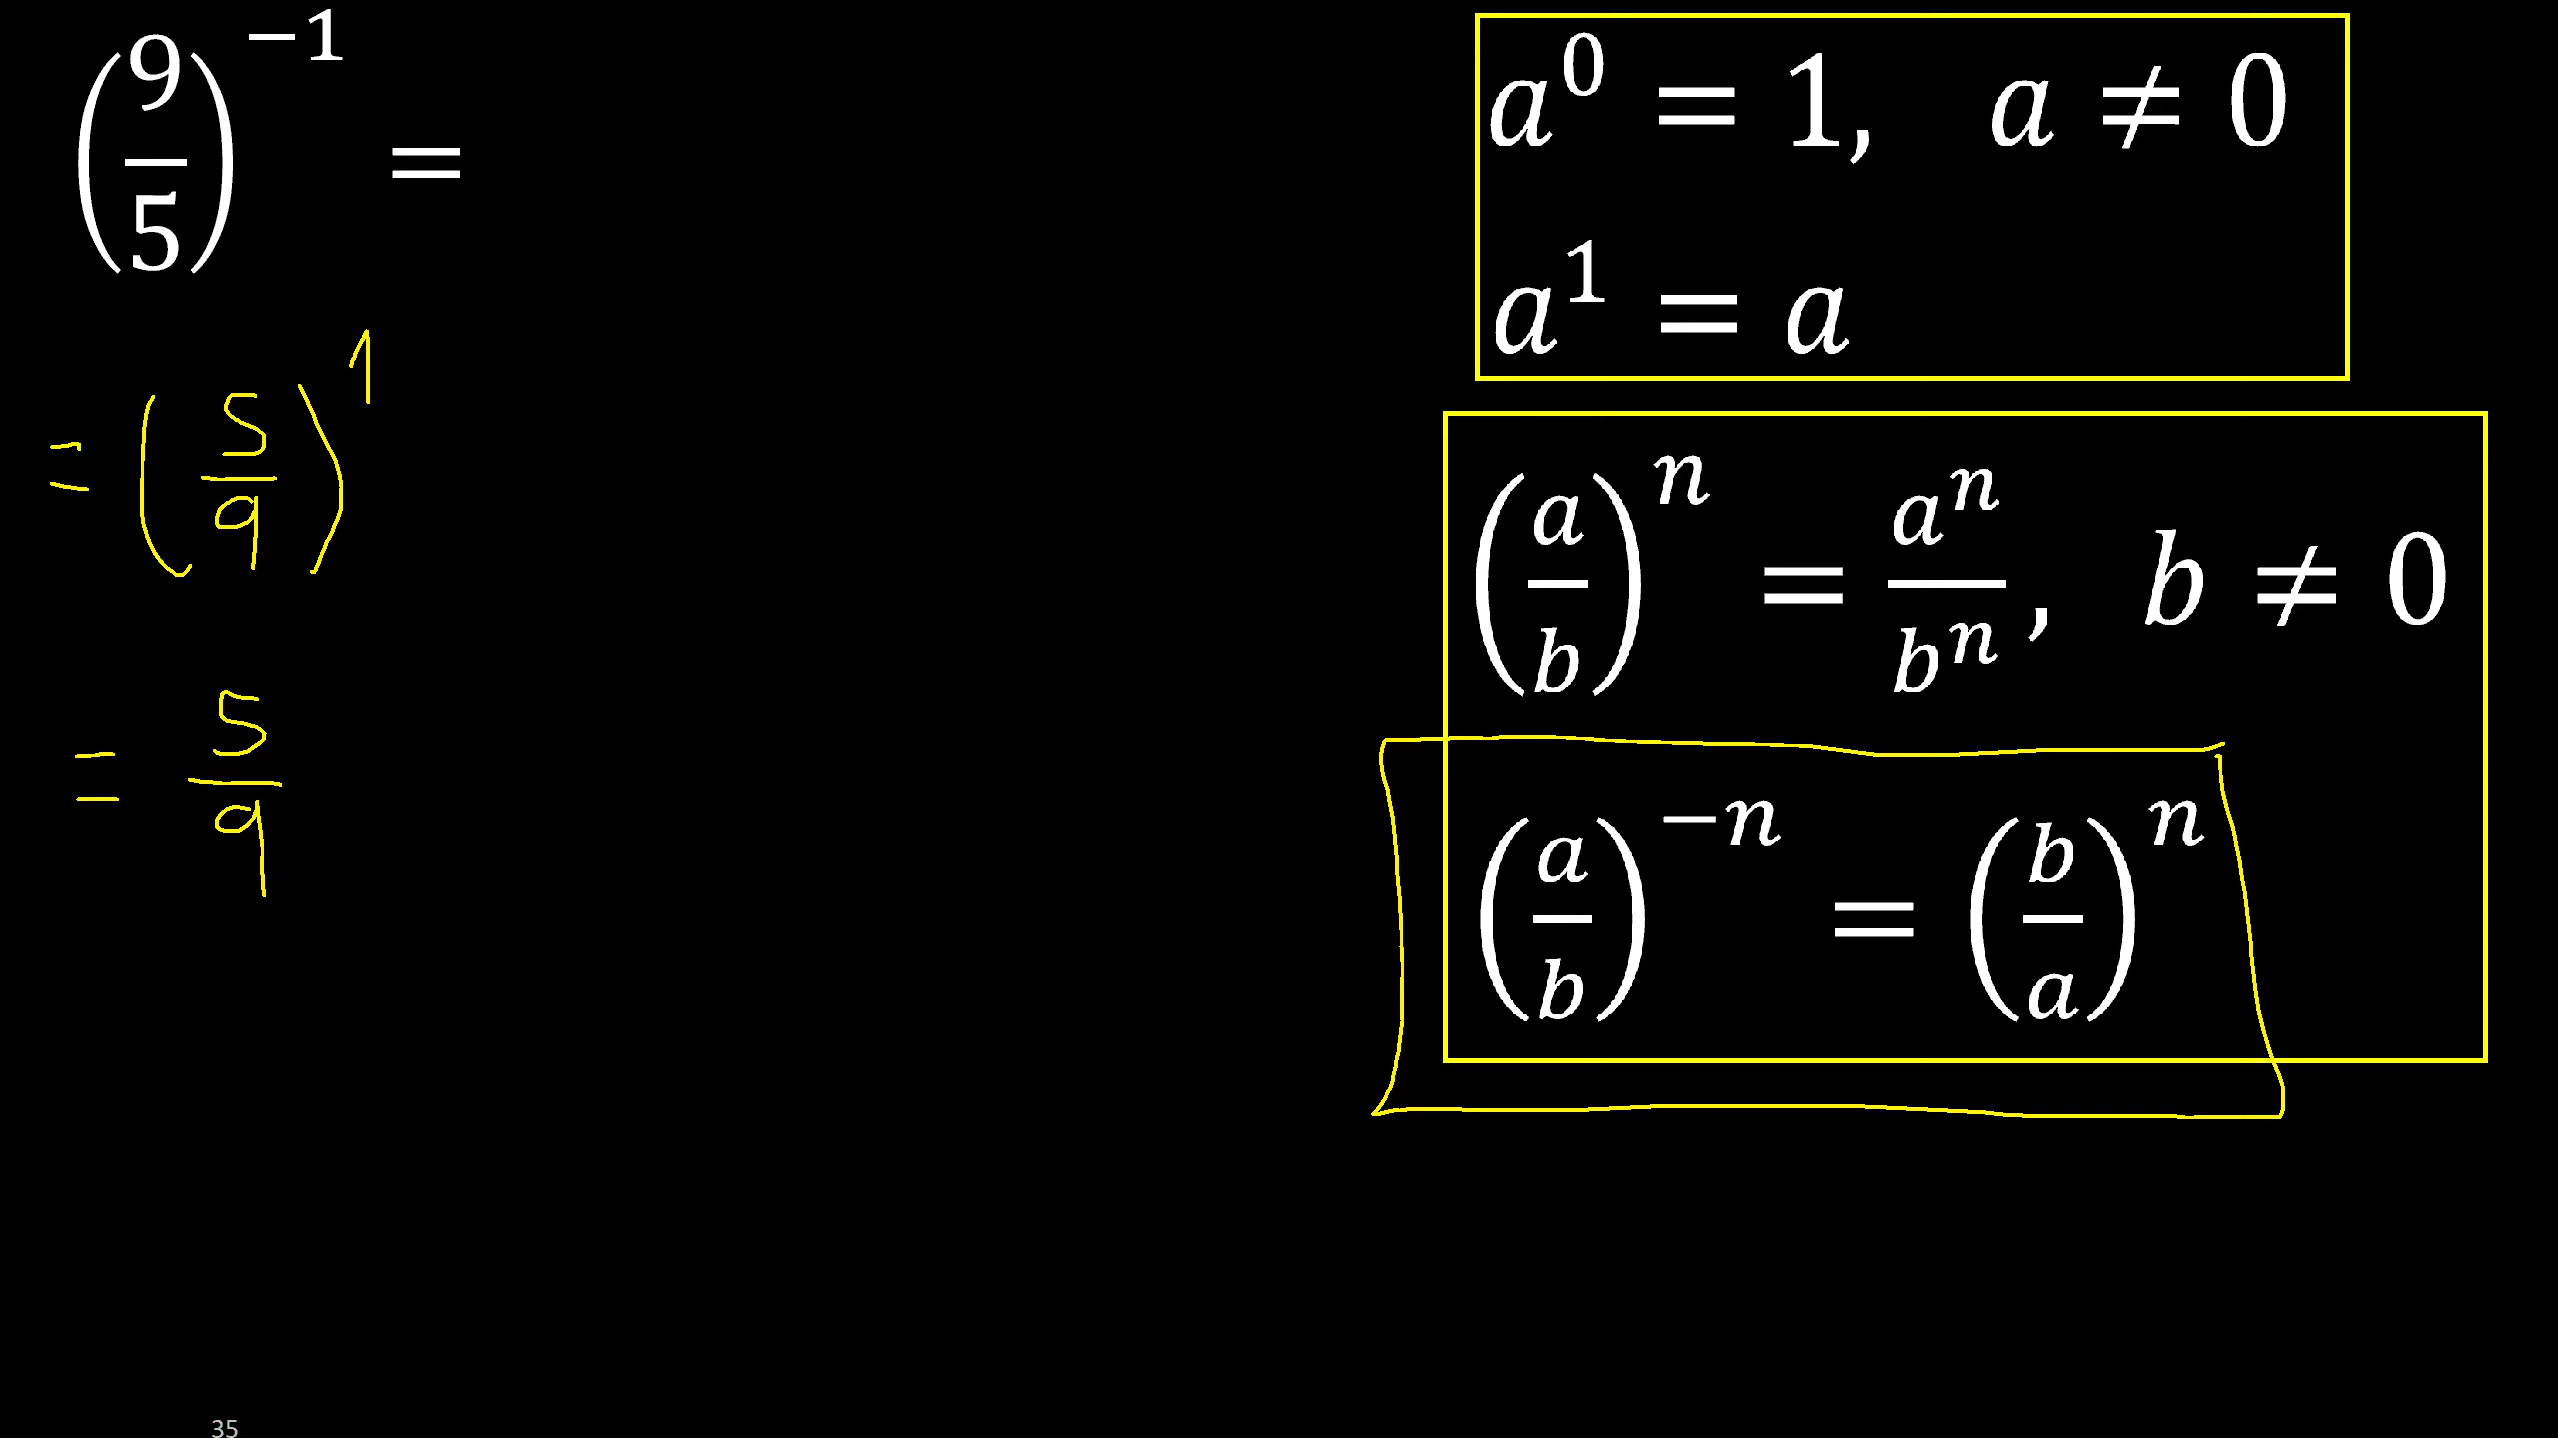 (9/5)^−1 =
= (5/9)^1
= 5/9
a^0 = 1, a ≠ 0
a^1 = a
(a/b)^n = a^n/b^n, b ≠ 0
(a/b)^−n = (b/a)^n
35